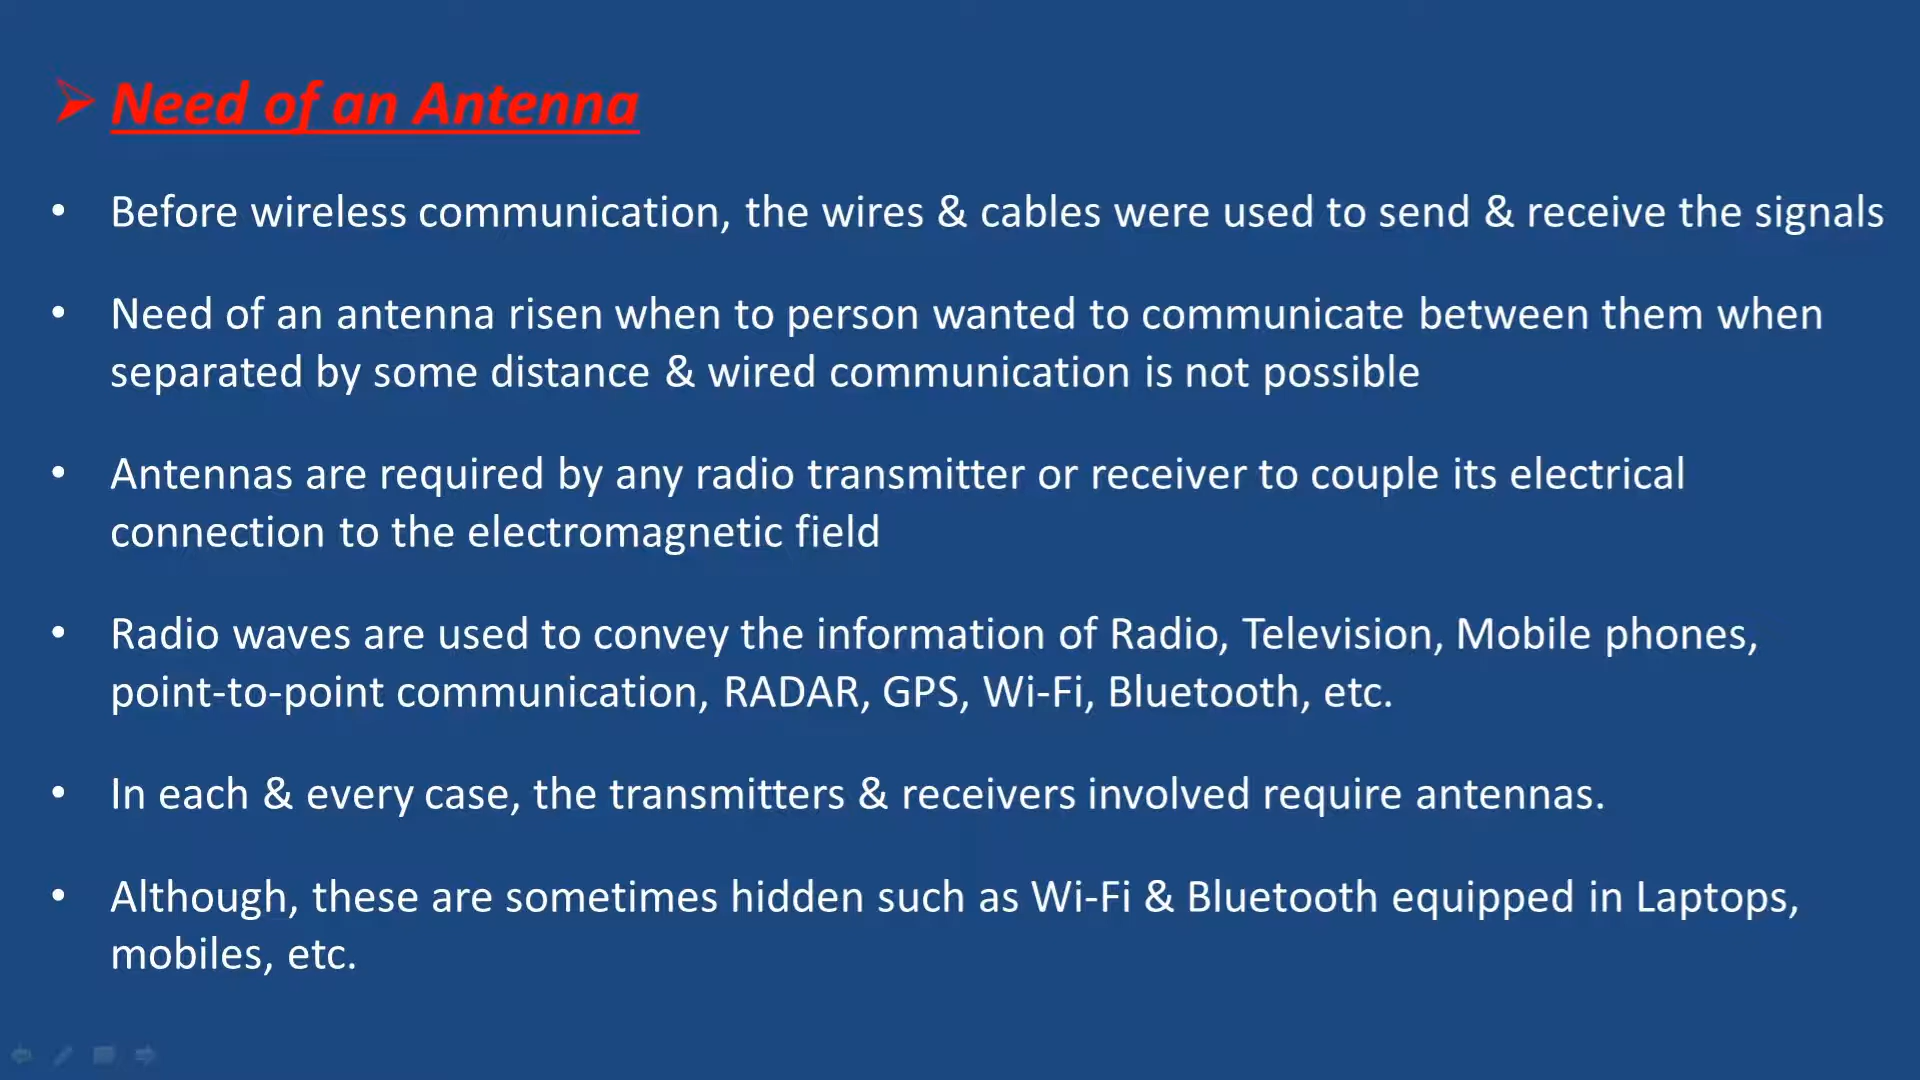 ➢ Need of an Antenna
• Before wireless communication, the wires & cables were used to send & receive the signals
• Need of an antenna risen when to person wanted to communicate between them when
separated by some distance & wired communication is not possible
• Antennas are required by any radio transmitter or receiver to couple its electrical
connection to the electromagnetic field
• Radio waves are used to convey the information of Radio, Television, Mobile phones,
point-to-point communication, RADAR, GPS, Wi-Fi, Bluetooth, etc.
• In each & every case, the transmitters & receivers involved require antennas.
• Although, these are sometimes hidden such as Wi-Fi & Bluetooth equipped in Laptops,
mobiles, etc.